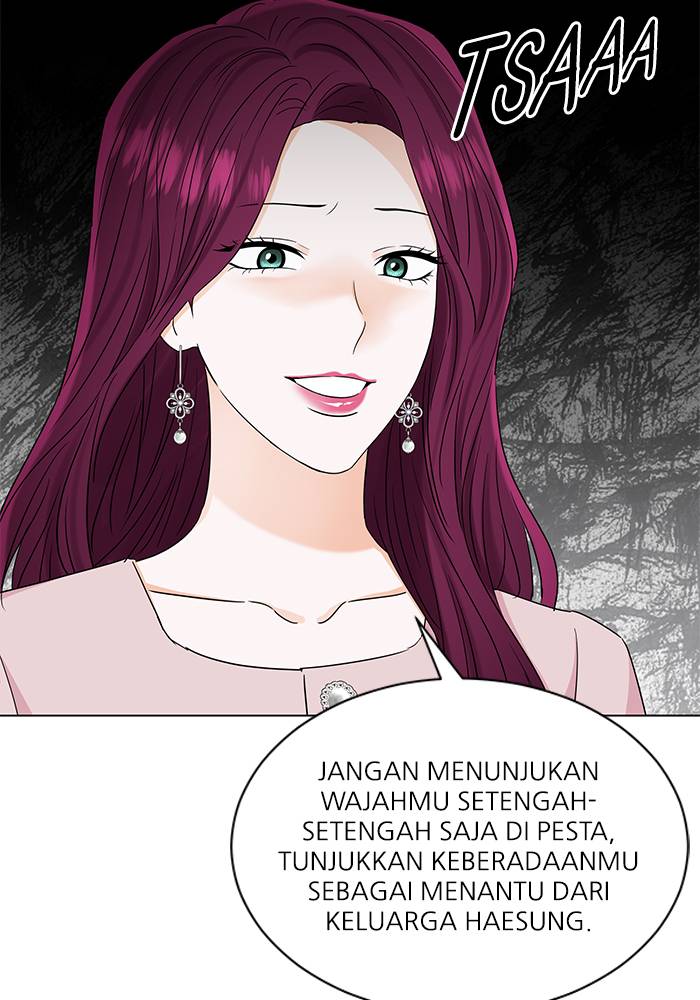 TSAAA
JANGAN MENUNJUKAN
WAJAHMU SETENGAH-
SETENGAH SAJA DI PESTA,
TUNJUKKAN KEBERADAANMU
SEBAGAI MENANTU DARI
KELUARGA HAESUNG.